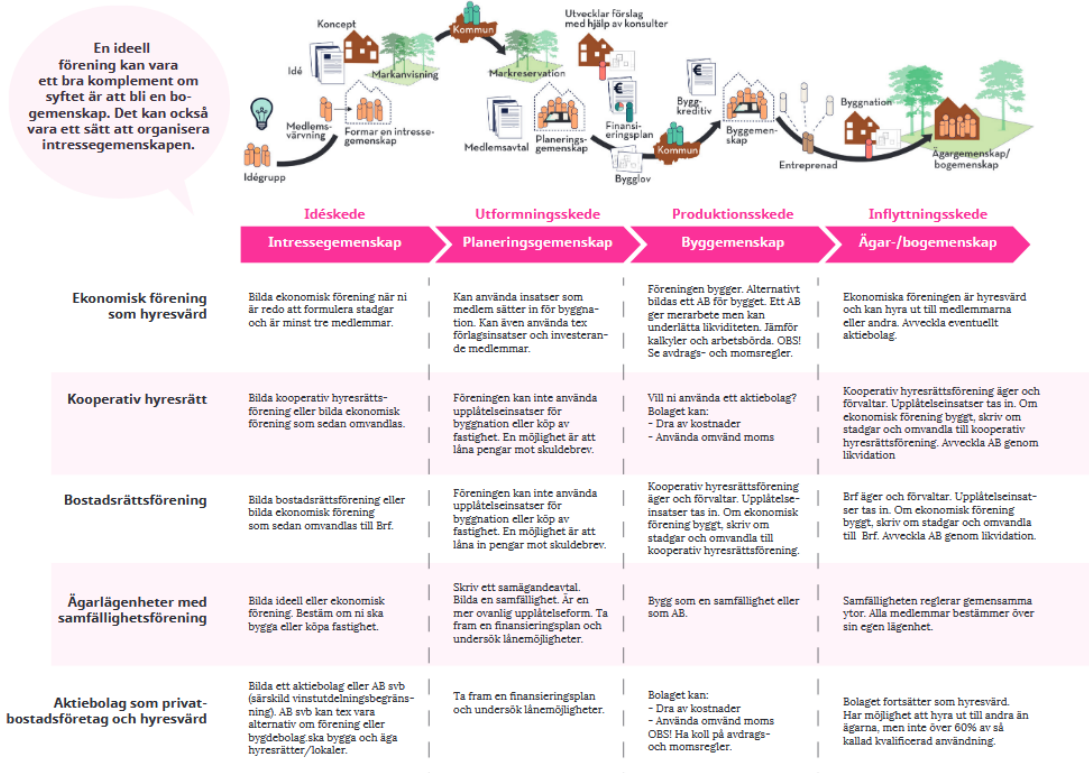 En ideell
förening kan vara
ett bra komplement om
syftet är att bli en bo-
gemenskap. Det kan också
vara ett sätt att organisera
intressegemenskapen.
Idégrupp
Medlems-
värvning
Idé
Koncept
Formar en intresse-
gemenskap
Markanvisning
Kommun
Markreservation
Medlemsavtal
Planerings-
gemenskap
Utvecklar förslag
med hjälp av konsulter
Finansi-
eringsplan
Bygglov
Kommun
Bygg-
kreditiv
Byggemen-
skap
Entreprenad
Byggnation
Ägargemenskap/
bogemenskap
Idéskede
Utformningsskede
Produktionsskede
Inflyttningsskede
Intressegemenskap
Planeringsgemenskap
Byggemenskap
Ägar-/bogemenskap
Ekonomisk förening
som hyresvärd
Bilda ekonomisk förening när ni
är redo att formulera stadgar
och är minst tre medlemmar.
Kan använda insatser som
medlem sätter in för byggna-
tion. Kan även använda tex
förlagsinsatser och investeran-
de medlemmar.
Föreningen bygger. Alternativt
bildas ett AB för bygget. Ett AB
ger merarbete men kan
underlätta likviditeten. Jämför
kalkyler och arbetsbörda. OBS!
Se avdrags- och momsregler.
Ekonomiska föreningen är hyresvärd
och kan hyra ut till medlemmarna
eller andra. Avveckla eventuellt
aktiebolag.
Kooperativ hyresrätt
Bilda kooperativ hyresrätts-
förening eller bilda ekonomisk
förening som sedan omvandlas.
Föreningen kan inte använda
upplåtelseinsatser för
byggnation eller köp av
fastighet. En möjlighet är att
låna pengar mot skuldebrev.
Vill ni använda ett aktiebolag?
Bolaget kan:
- Dra av kostnader
- Använda omvänd moms
Kooperativ hyresrättsförening äger och
förvaltar. Upplåtelseinsatser tas in. Om
ekonomisk förening byggt, skriv om
stadgar och omvandla till kooperativ
hyresrättsförening. Avveckla AB genom
likvidation
Bostadsrättsförening
Bilda bostadsrättsförening eller
bilda ekonomisk förening
som sedan omvandlas till Brf.
Föreningen kan inte använda
upplåtelseinsatser för
byggnation eller köp av
fastighet. En möjlighet är att
låna in pengar mot skuldebrev.
Kooperativ hyresrättsförening
äger och förvaltar. Upplåtelse-
insatser tas in. Om ekonomisk
förening byggt, skriv om
stadgar och omvandla till
kooperativ hyresrättsförening.
Brf äger och förvaltar. Upplåtelseinsat-
ser tas in. Om ekonomisk förening
byggt, skriv om stadgar och omvandla
till Brf. Avveckla AB genom likvidation.
Ägarlägenheter med
samfällighetsförening
Bilda ideell eller ekonomisk
förening. Bestäm om ni ska
bygga eller köpa fastighet.
Skriv ett samägandeavtal.
Bilda en samfällighet. Är en
mer ovanlig upplåtelseform. Ta
fram en finansieringsplan och
undersök lånemöjligheter.
Bygg som en samfällighet eller
som AB.
Samfälligheten reglerar gemensamma
ytor. Alla medlemmar bestämmer över
sin egen lägenhet.
Aktiebolag som privat-
bostadsföretag och hyresvärd
Bilda ett aktiebolag eller AB svb
(särskild vinstutdelningsbegräns-
ning). AB svb kan tex vara
alternativ om förening eller
bygdebolag.ska bygga och äga
hyresrätter/lokaler.
Ta fram en finansieringsplan
och undersök lånemöjligheter.
Bolaget kan:
- Dra av kostnader
- Använda omvänd moms
OBS! Ha koll på avdrags-
och momsregler.
Bolaget fortsätter som hyresvärd.
Har möjlighet att hyra ut till andra än
ägarna, men inte över 60% av så
kallad kvalificerad användning.